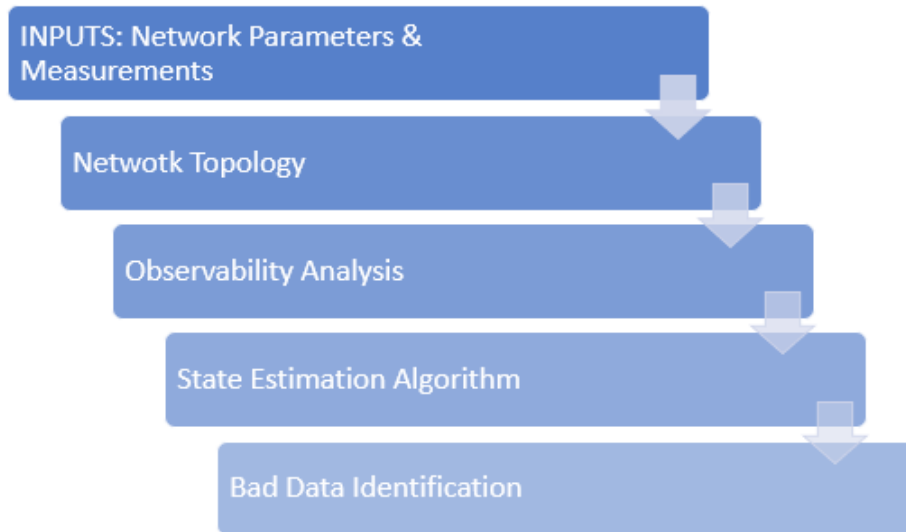 INPUTS: Network Parameters &
Measurements
Netwotk Topology
Observability Analysis
State Estimation Algorithm
Bad Data Identification